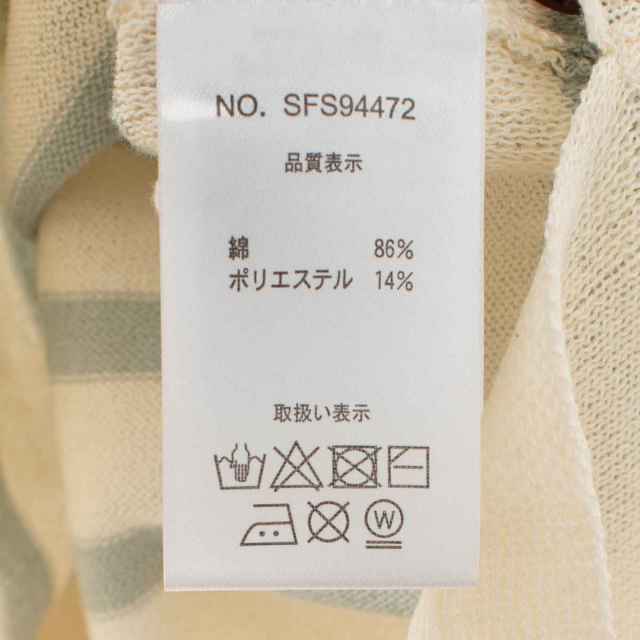 NO. SFS94472
品質表示
綿 86%
ポリエステル 14%
取扱い表示
W